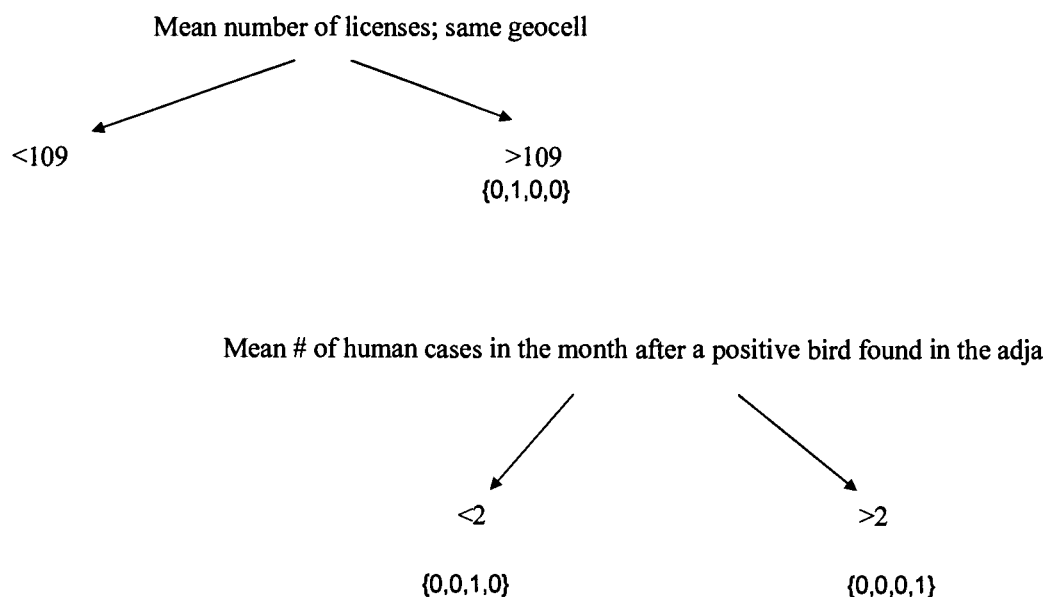 Mean number of licenses; same geocell
<109 >109
{0,1,0,0}
Mean # of human cases in the month after a positive bird found in the adja
<2 >2
{0,0,1,0} {0,0,0,1}